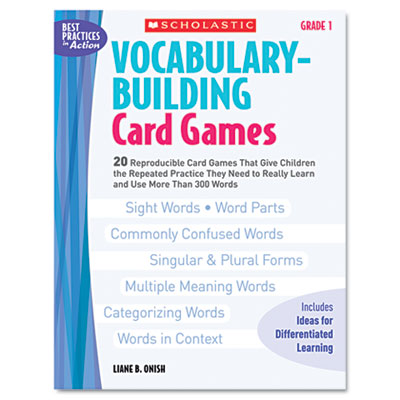 BEST
PRACTICES
in Action
SCHOLASTIC
GRADE 1
VOCABULARY-
BUILDING
Card Games
20 Reproducible Card Games That Give Children
the Repeated Practice They Need to Really Learn
and Use More Than 300 Words
Sight Words • Word Parts
Commonly Confused Words
Singular & Plural Forms
Multiple Meaning Words
Categorizing Words
Words in Context
Includes
Ideas for
Differentiated
Learning
LIANE B. ONISH